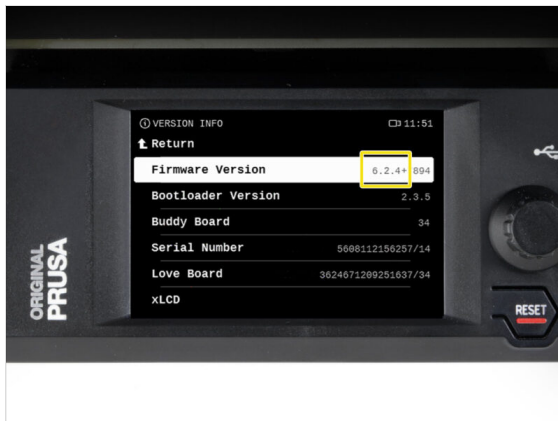 VERSION INFO 11:51
Return
Firmware Version 6.2.4+ 894
Bootloader Version 2.3.5
Buddy Board 34
Serial Number 5608112156257/14
Love Board 3624671209251637/34
xLCD
ORIGINAL
PRUSA
RESET